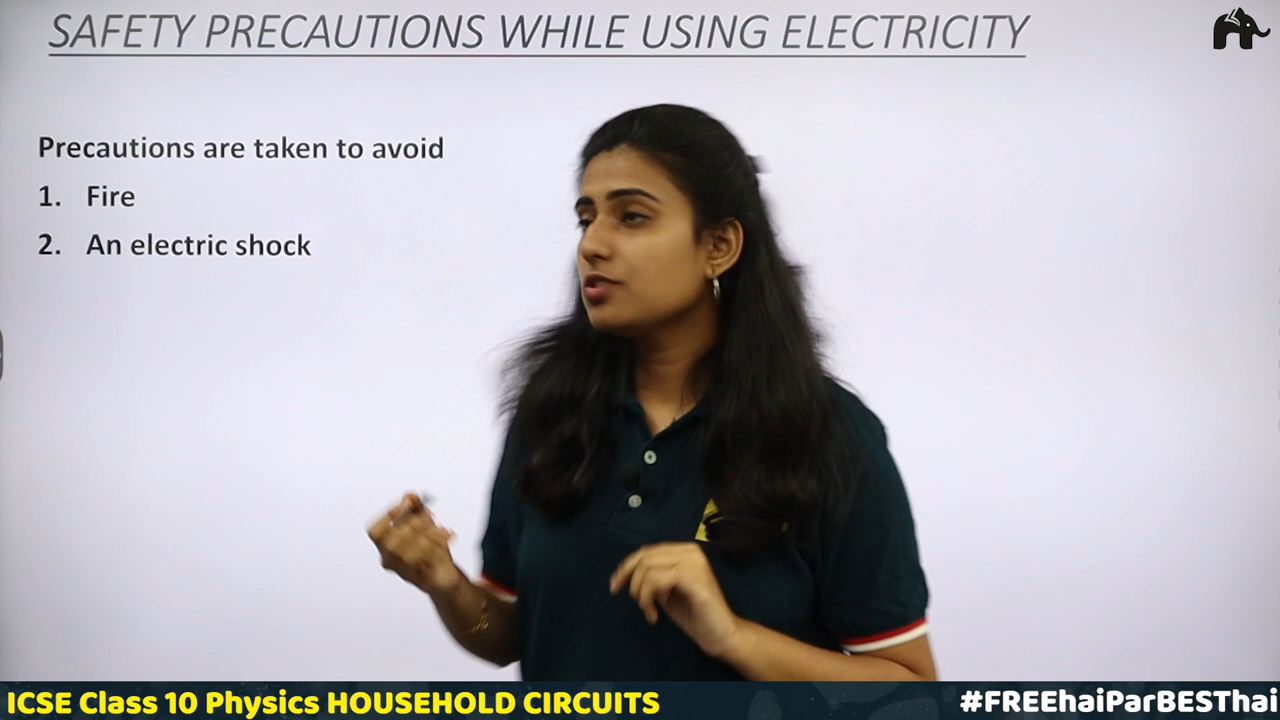 SAFETY PRECAUTIONS WHILE USING ELECTRICITY
Precautions are taken to avoid
1. Fire
2. An electric shock
ICSE Class 10 Physics HOUSEHOLD CIRCUITS
#FREEhaiParBESThai